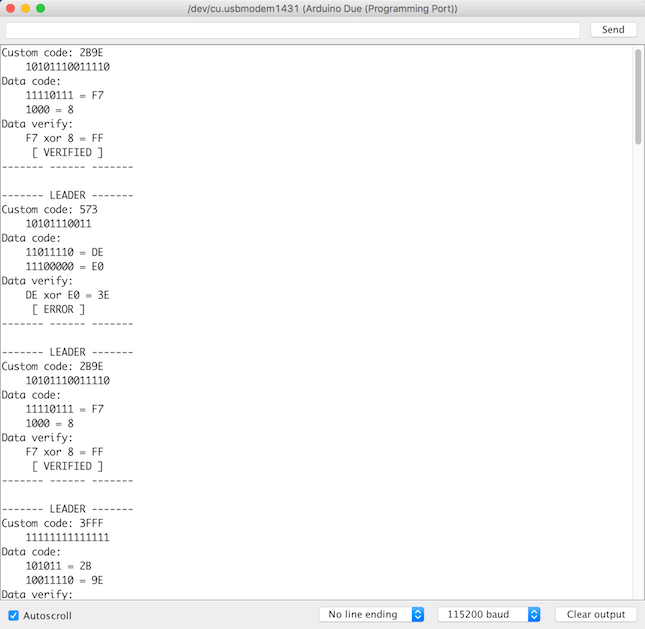 /dev/cu.usbmodem1431 (Arduino Due (Programming Port))
Send
Custom code: 2B9E
10101110011110
Data code:
11110111 = F7
1000 = 8
Data verify:
F7 xor 8 = FF
[ VERIFIED ]
------- ------ -------
------- LEADER -------
Custom code: 573
10101110011
Data code:
11011110 = DE
11100000 = E0
Data verify:
DE xor E0 = 3E
[ ERROR ]
------- ------ -------
------- LEADER -------
Custom code: 2B9E
10101110011110
Data code:
11110111 = F7
1000 = 8
Data verify:
F7 xor 8 = FF
[ VERIFIED ]
------- ------ -------
------- LEADER -------
Custom code: 3FFF
11111111111111
Data code:
101011 = 2B
10011110 = 9E
Data verify:
Autoscroll
No line ending
115200 baud
Clear output